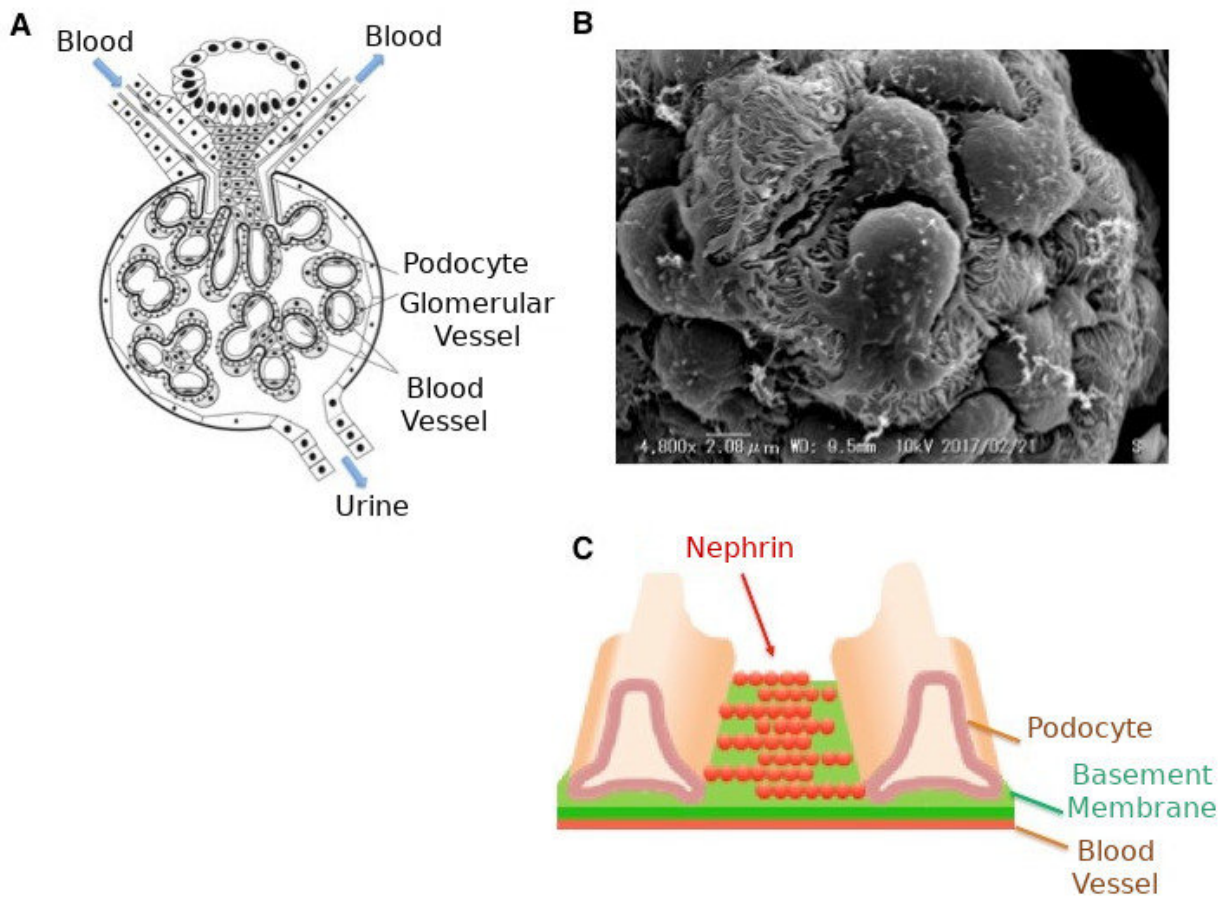 A
Blood
Blood
Podocyte
Glomerular
Vessel
Blood
Vessel
Urine
B
4,800x 2.08μm WD: 9.5mm 10kV 2017/02/21 S
C
Nephrin
Podocyte
Basement
Membrane
Blood
Vessel